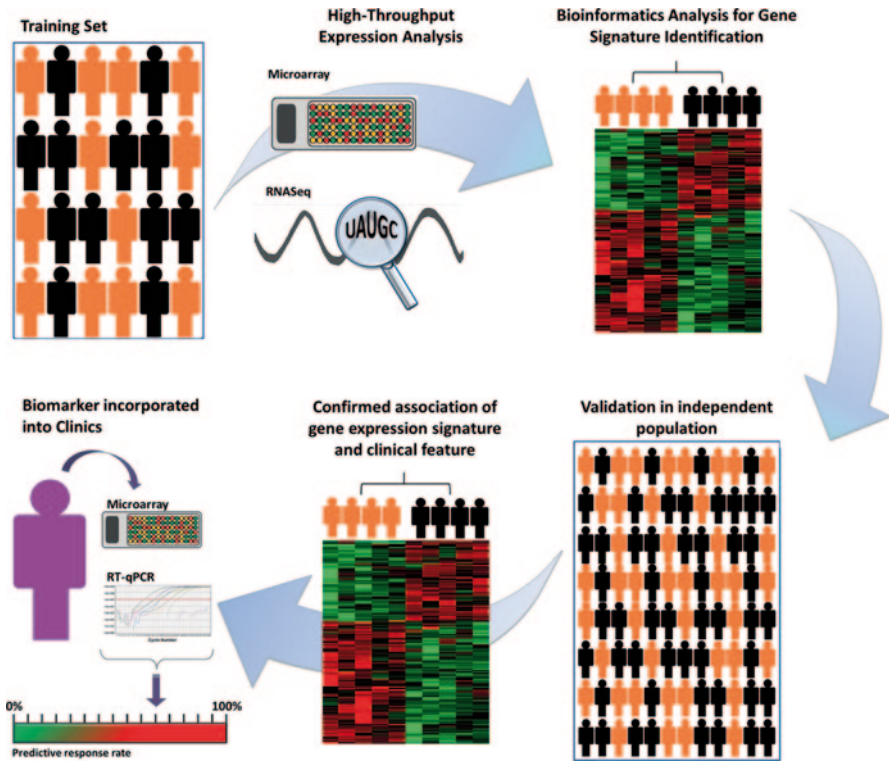 Training Set
High-Throughput
Expression Analysis
Microarray
RNASeq
UAUGC
Bioinformatics Analysis for Gene
Signature Identification
Validation in independent
population
Confirmed association of
gene expression signature
and clinical feature
Biomarker incorporated
into Clinics
Microarray
RT-qPCR
Cycle Number
0%
100%
Predictive response rate